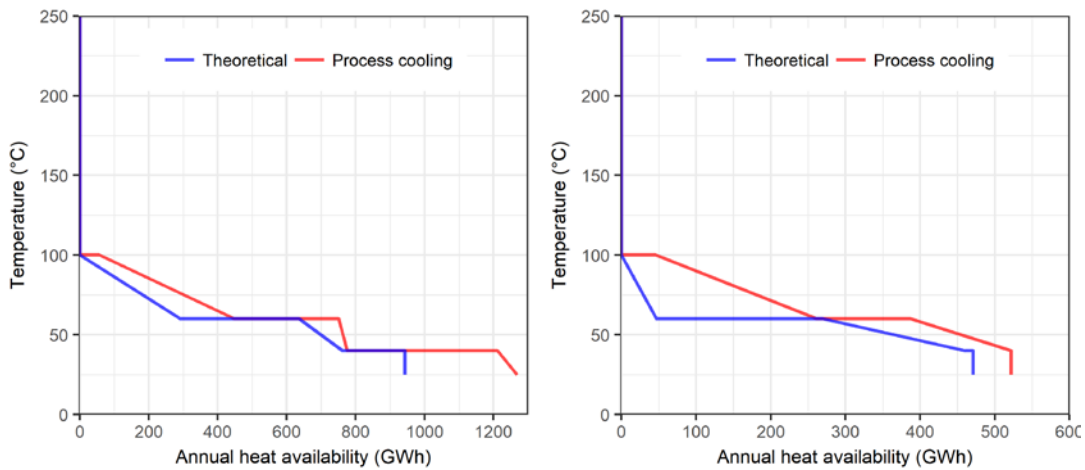 250
200
150
100
50
0
Temperature (°C)
Theoretical
Process cooling
0 200 400 600 800 1000 1200
Annual heat availability (GWh)
250
200
150
100
50
0
Temperature (°C)
Theoretical
Process cooling
0 100 200 300 400 500 600
Annual heat availability (GWh)